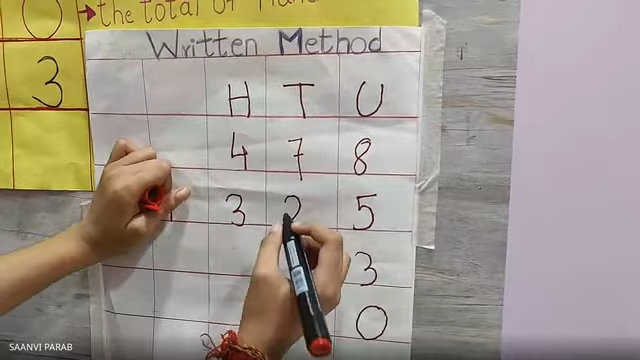 the total of
Written Method
H T U
4 7 8
3 2 5
3
3
0
SAANVI PARAB